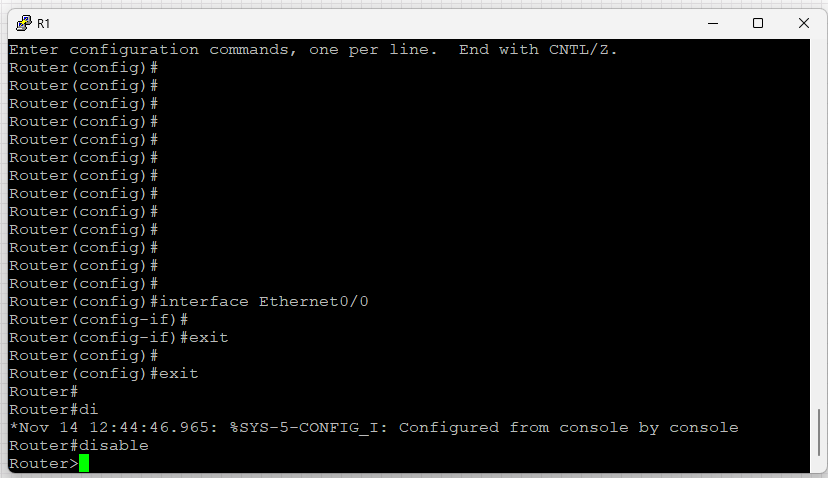 R1
Enter configuration commands, one per line.  End with CNTL/Z.
Router(config)#
Router(config)#
Router(config)#
Router(config)#
Router(config)#
Router(config)#
Router(config)#
Router(config)#
Router(config)#
Router(config)#
Router(config)#
Router(config)#
Router(config)#
Router(config)#interface Ethernet0/0
Router(config-if)#
Router(config-if)#exit
Router(config)#
Router(config)#exit
Router#
Router#di
*Nov 14 12:44:46.965: %SYS-5-CONFIG_I: Configured from console by console
Router#disable
Router>